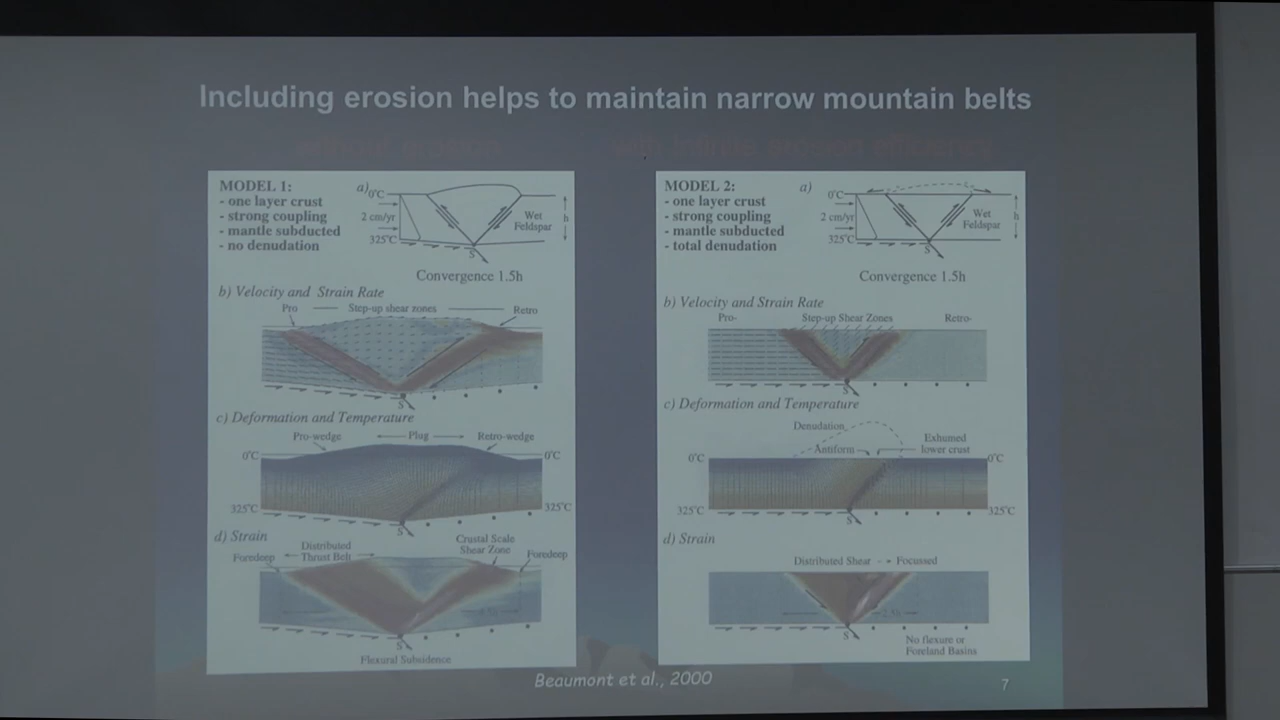 Including erosion helps to maintain narrow mountain belts
without erosion
with infinite erosion efficiency
MODEL 1:
- one layer crust
- strong coupling
- mantle subducted
- no denudation
a)
0°C
2 cm/yr
325°C
Wet
Feldspar
h
S
Convergence 1.5h
b) Velocity and Strain Rate
Pro
Step-up shear zones
Retro
S
c) Deformation and Temperature
Pro-wedge
Plug
Retro-wedge
0°C
0°C
325°C
325°C
S
d) Strain
Foredeep
Distributed
Thrust Belt
Crustal Scale
Shear Zone
Foredeep
S
Flexural Subsidence
MODEL 2:
- one layer crust
- strong coupling
- mantle subducted
- total denudation
a)
0°C
2 cm/yr
325°C
Wet
Feldspar
h
S
Convergence 1.5h
b) Velocity and Strain Rate
Pro-
Step-up Shear Zones
Retro-
S
c) Deformation and Temperature
Denudation
Antiform
Exhumed
lower crust
0°C
0°C
325°C
325°C
S
d) Strain
Distributed Shear
Focussed
S
No flexure or
Foreland Basins
Beaumont et al., 2000
7